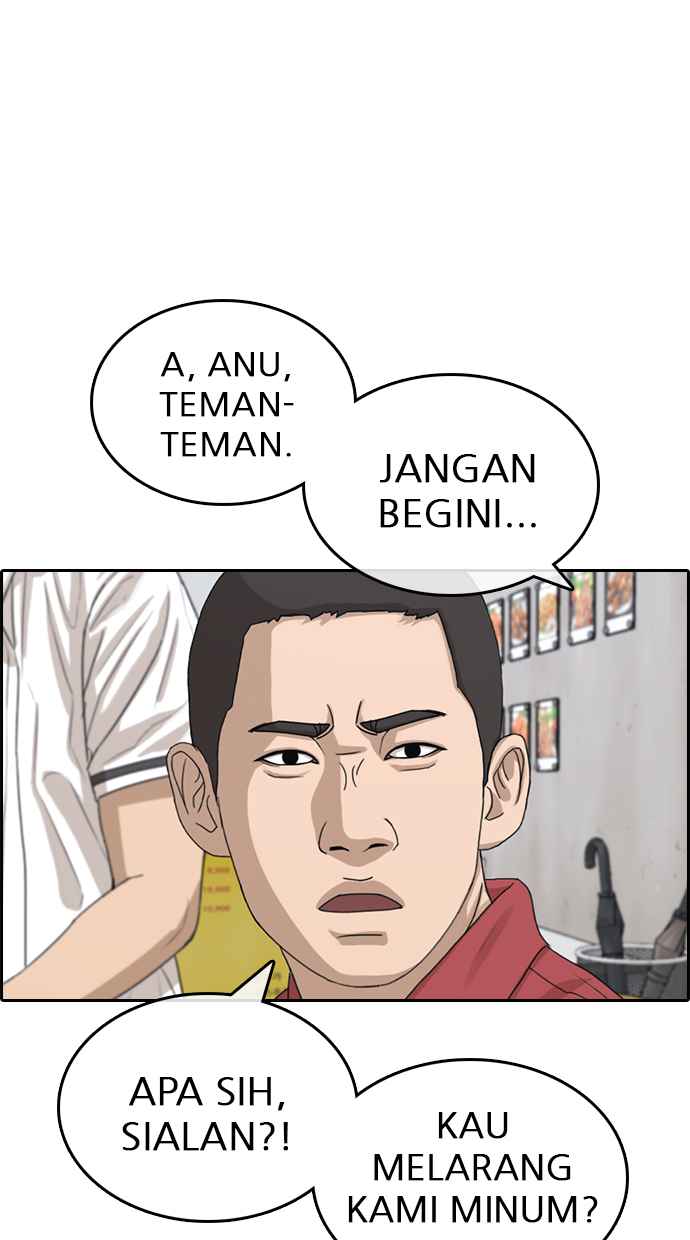 A, ANU,
TEMAN-
TEMAN.
JANGAN
BEGINI...
APA SIH,
SIALAN?!
KAU
MELARANG
KAMI MINUM?